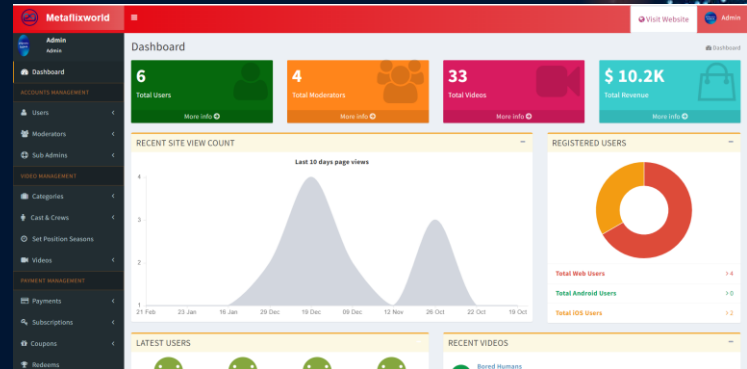 Metaflixworld
Visit Website
Admin
Admin
Admin
Dashboard
ACCOUNTS MANAGEMENT
Users
Moderators
Sub Admins
VIDEO MANAGEMENT
Categories
Cast & Crews
Set Position Seasons
Videos
PAYMENT MANAGEMENT
Payments
Subscriptions
Coupons
Redeems
Dashboard
Dashboard
6
Total Users
More info
4
Total Moderators
More info
33
Total Videos
More info
$ 10.2K
Total Revenue
More info
RECENT SITE VIEW COUNT
Last 10 days page views
4
3
2
1
21 Feb 23 Jan 16 Jan 29 Dec 19 Dec 09 Dec 12 Nov 26 Oct 22 Oct 19 Oct
REGISTERED USERS
Total Web Users 4
Total Android Users 0
Total iOS Users 2
LATEST USERS
RECENT VIDEOS
Bored Humans